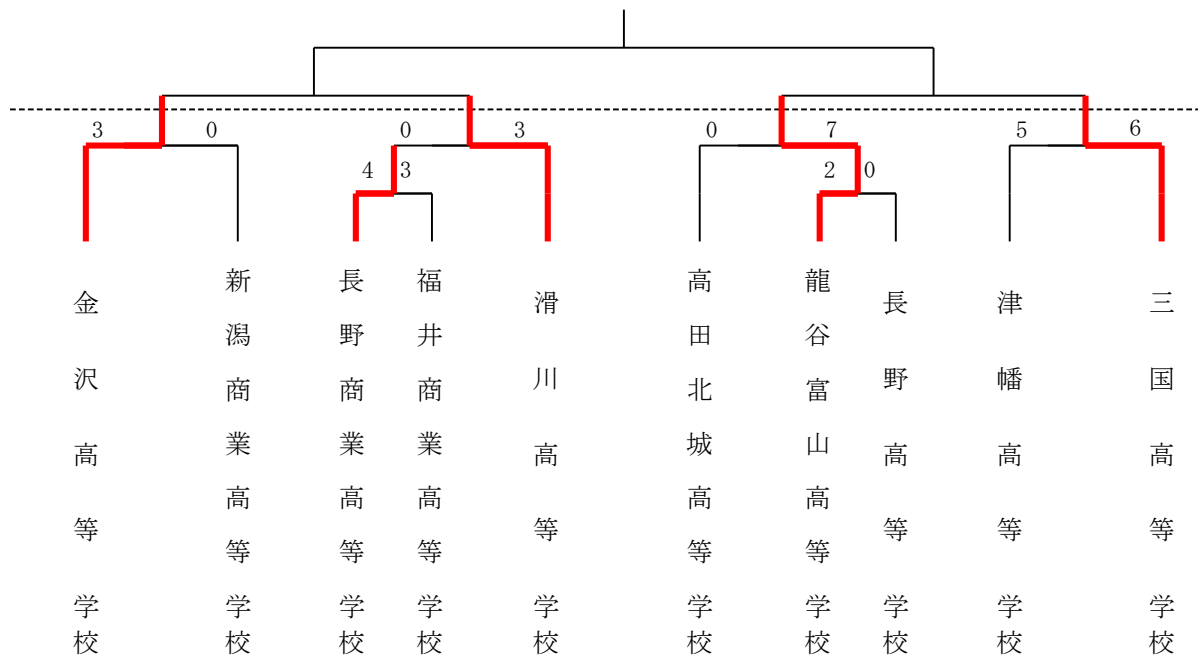 3 0 0 3 0 7 5 6
4 3 2 0
金沢高等学校
新潟商業高等学校
長野商業高等学校
福井商業高等学校
滑川高等学校
高田北城高等学校
龍谷富山高等学校
長野高等学校
津幡高等学校
三国高等学校